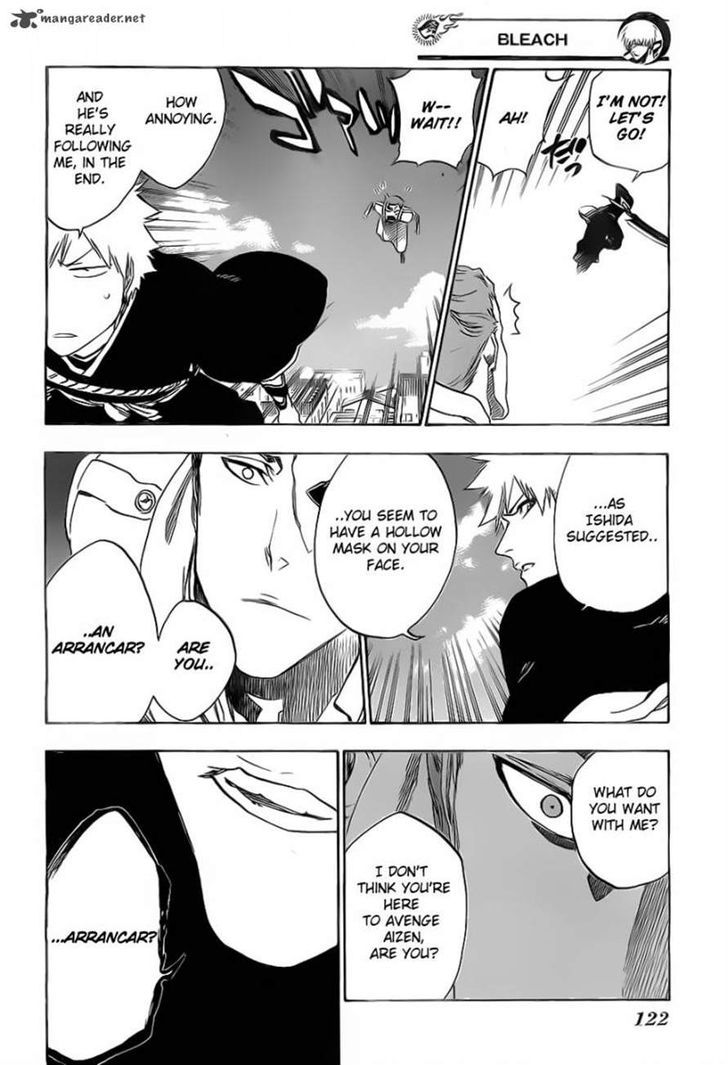 mangareader.net
BLEACH
I'M NOT!
LET'S
GO!
AH!
W--
WAIT!!
HOW
ANNOYING.
AND
HE'S
REALLY
FOLLOWING
ME, IN THE
END.
...AS
ISHIDA
SUGGESTED..
..YOU SEEM TO
HAVE A HOLLOW
MASK ON YOUR
FACE.
ARE
YOU..
..AN
ARRANCAR?
WHAT DO
YOU WANT
WITH ME?
I DON'T
THINK YOU'RE
HERE
TO AVENGE
AIZEN,
ARE YOU?
...ARRANCAR?
122